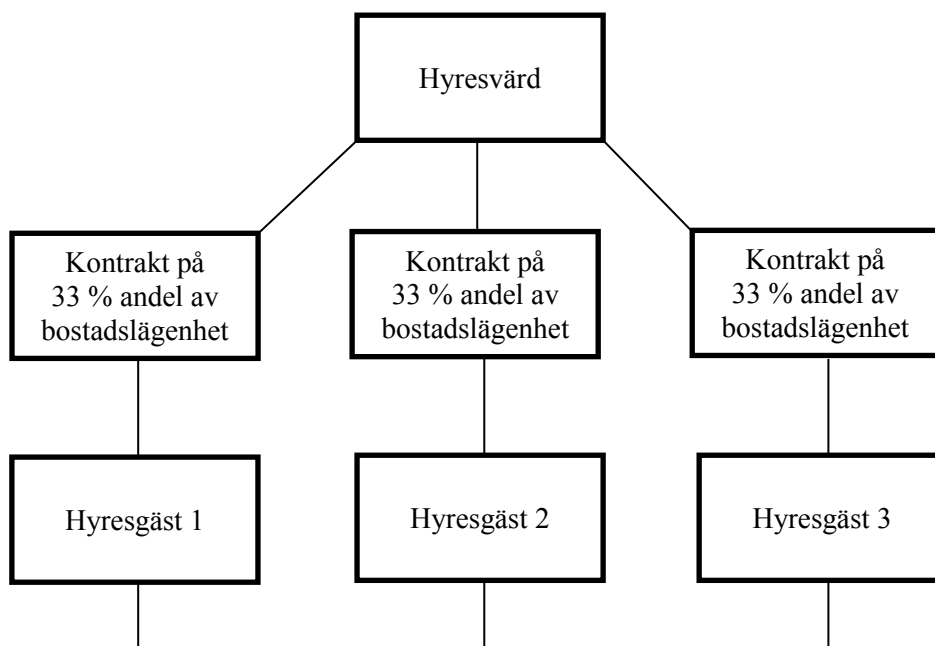 Hyresvärd
Kontrakt på
33 % andel av
bostadslägenhet
Kontrakt på
33 % andel av
bostadslägenhet
Kontrakt på
33 % andel av
bostadslägenhet
Hyresgäst 1
Hyresgäst 2
Hyresgäst 3